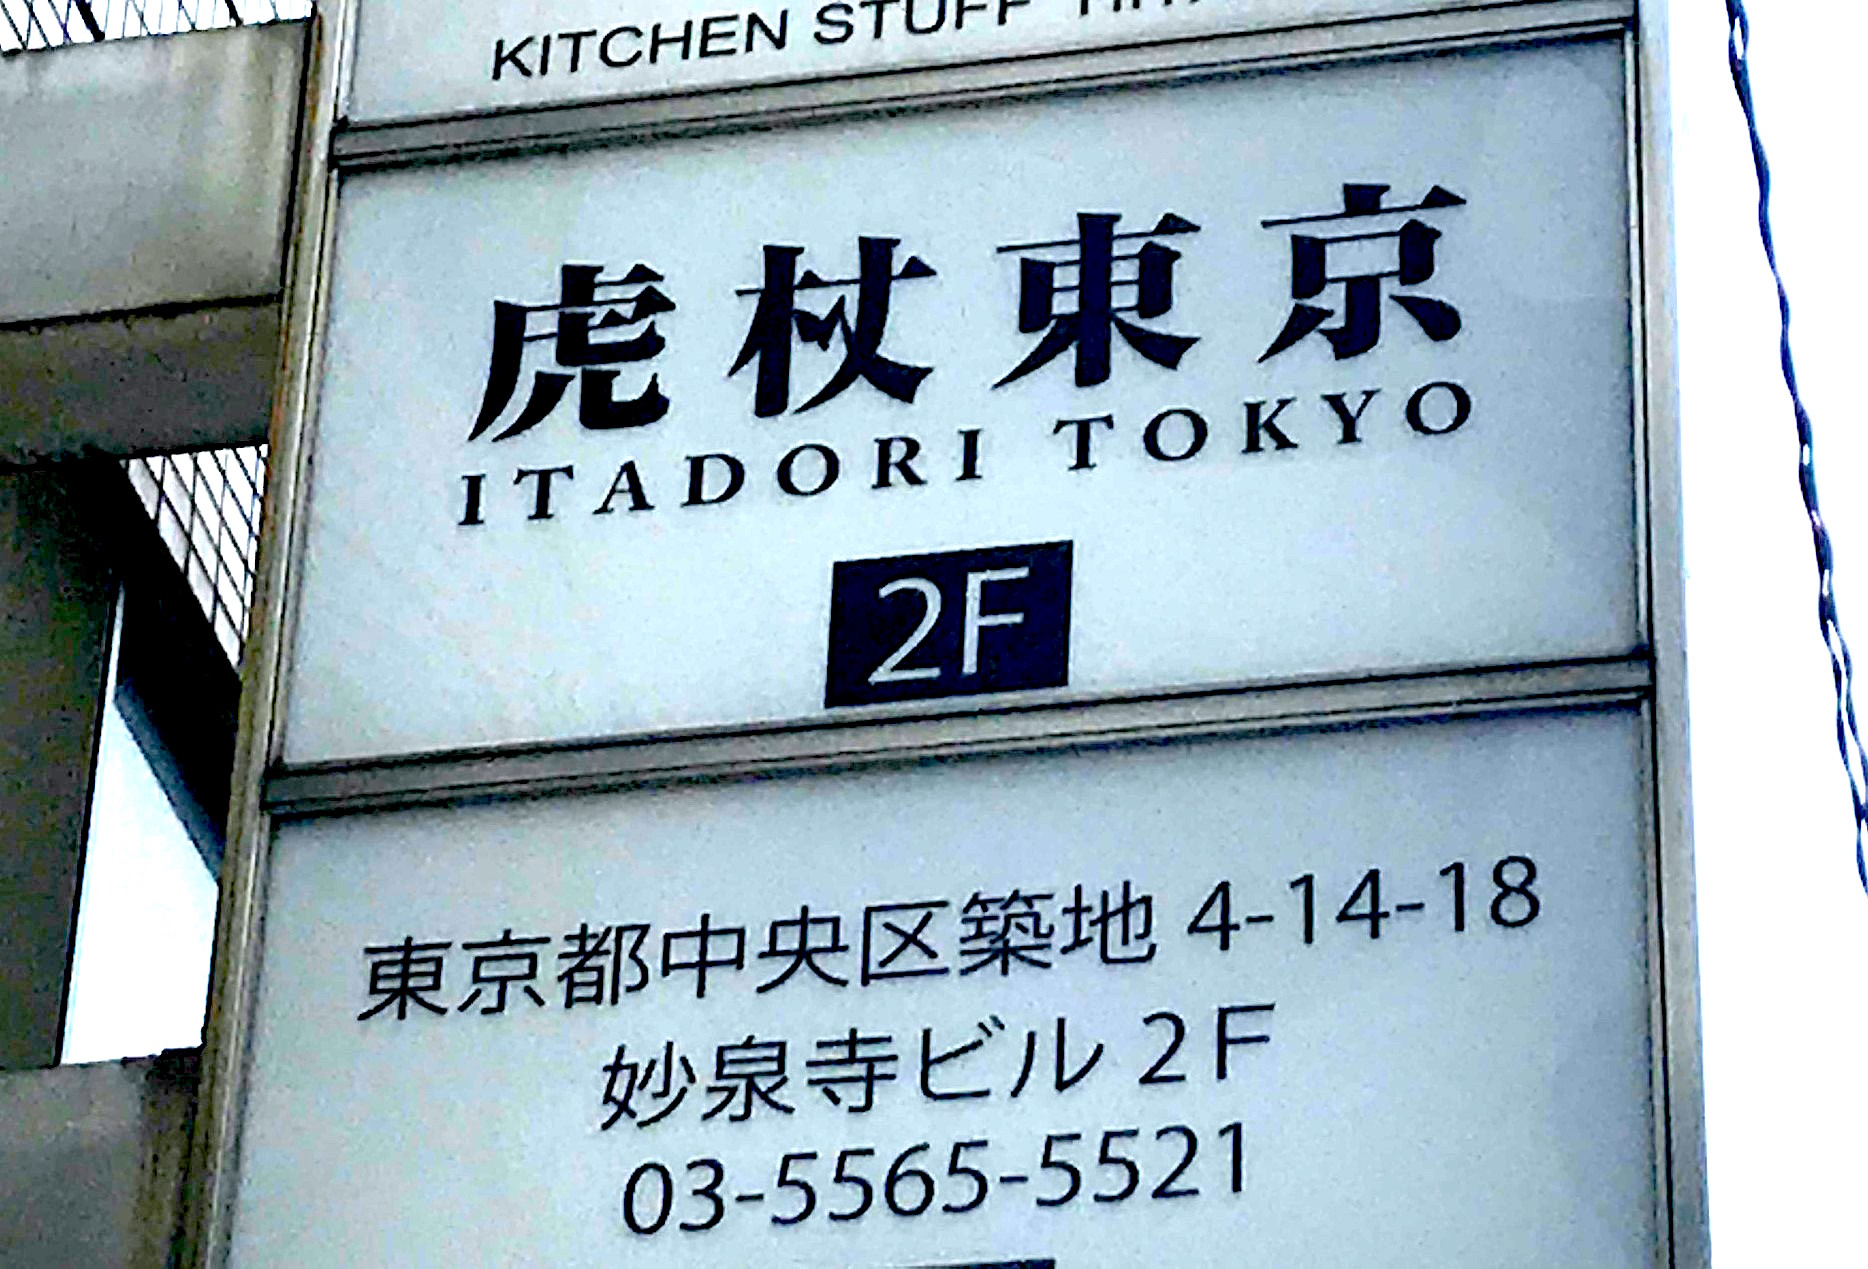 KITCHEN STUFF
虎杖東京
ITADORI TOKYO
2F
東京都中央区築地 4-14-18
妙泉寺ビル 2F
03-5565-5521